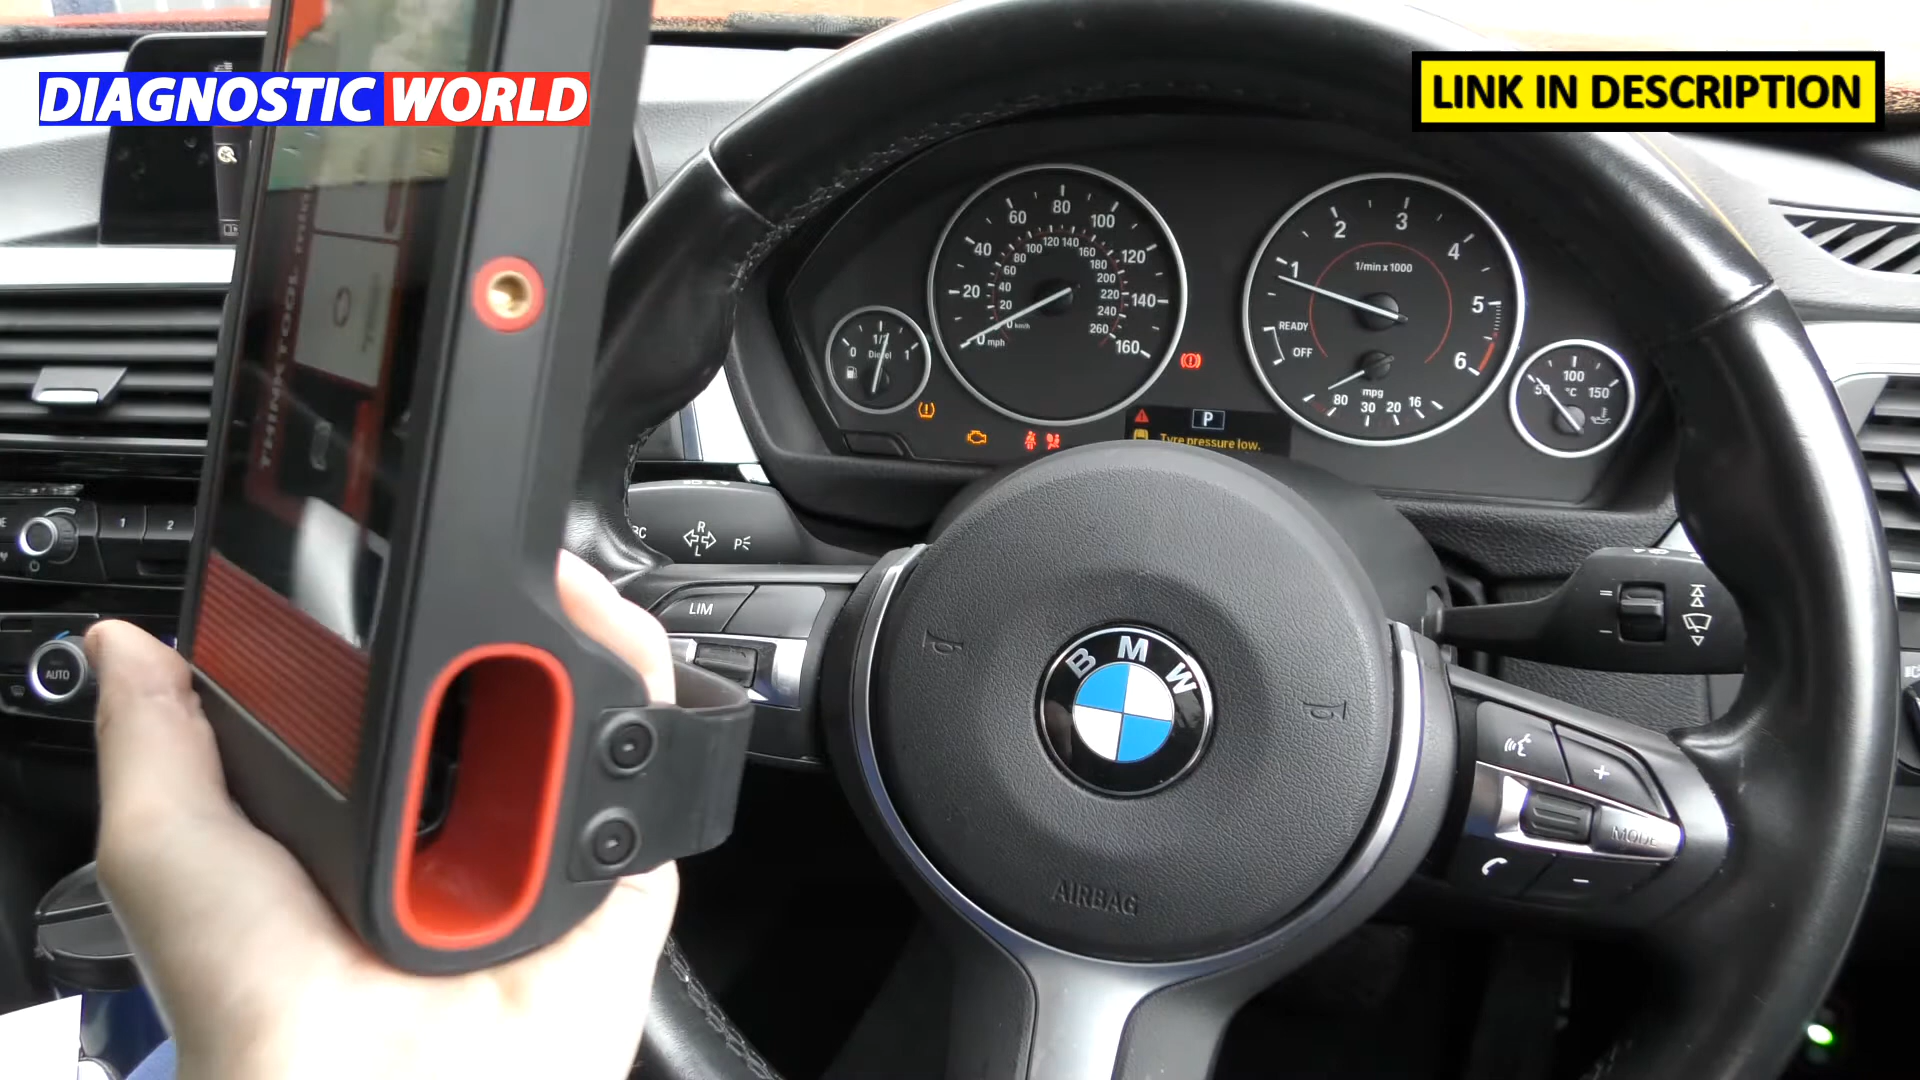 DIAGNOSTIC WORLD
LINK IN DESCRIPTION
THINKTOOL
0 20 40 60 80 100 120 140 160
mph
0 20 40 60 80 100 120 140 160 180 200 220 240 260
km/h
0 1/2 1
Diesel
1 2 3 4 5 6
1/min x 1000
READY
OFF
mpg
80 30 20 16
50 100 150
°C
P
Tyre pressure low.
1 2
AUTO
R
L
P
LIM
BMW
AIRBAG
+
MODE
-